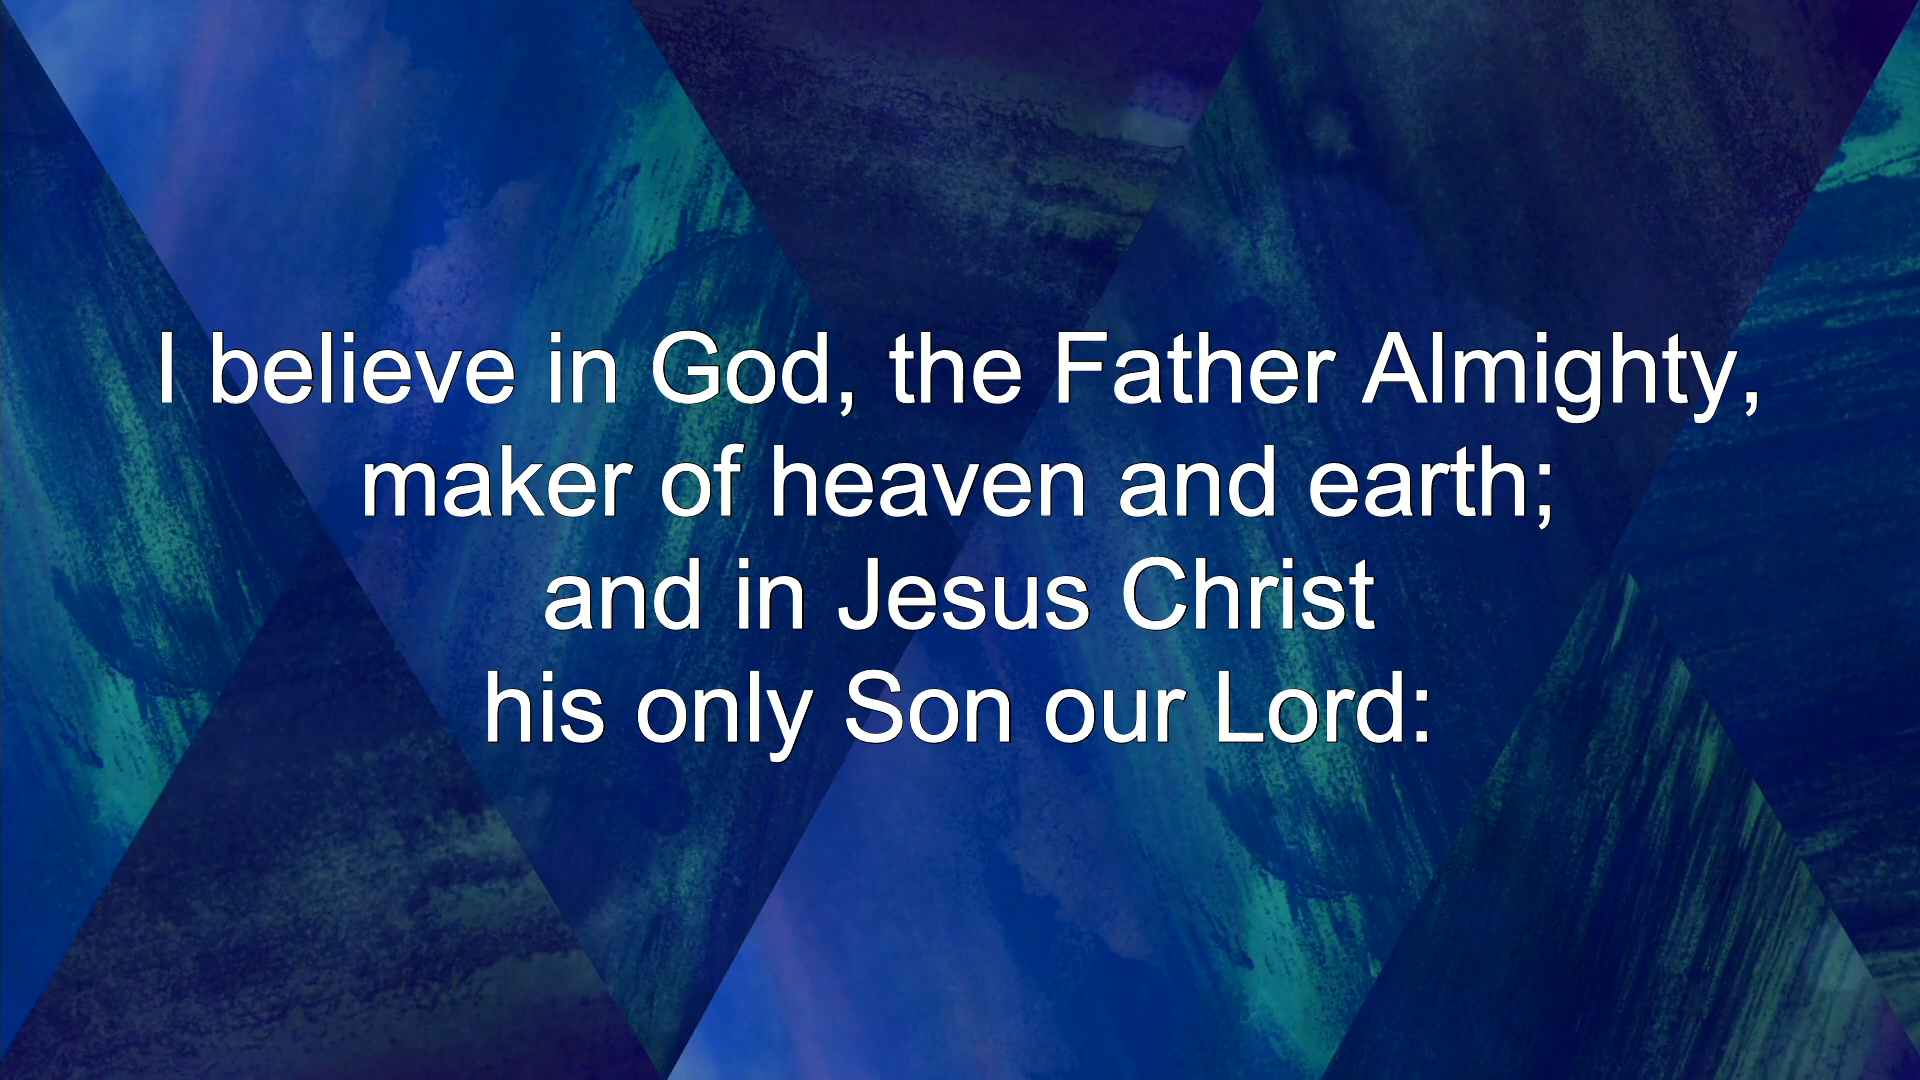 I believe in God, the Father Almighty,
maker of heaven and earth;
and in Jesus Christ
his only Son our Lord: